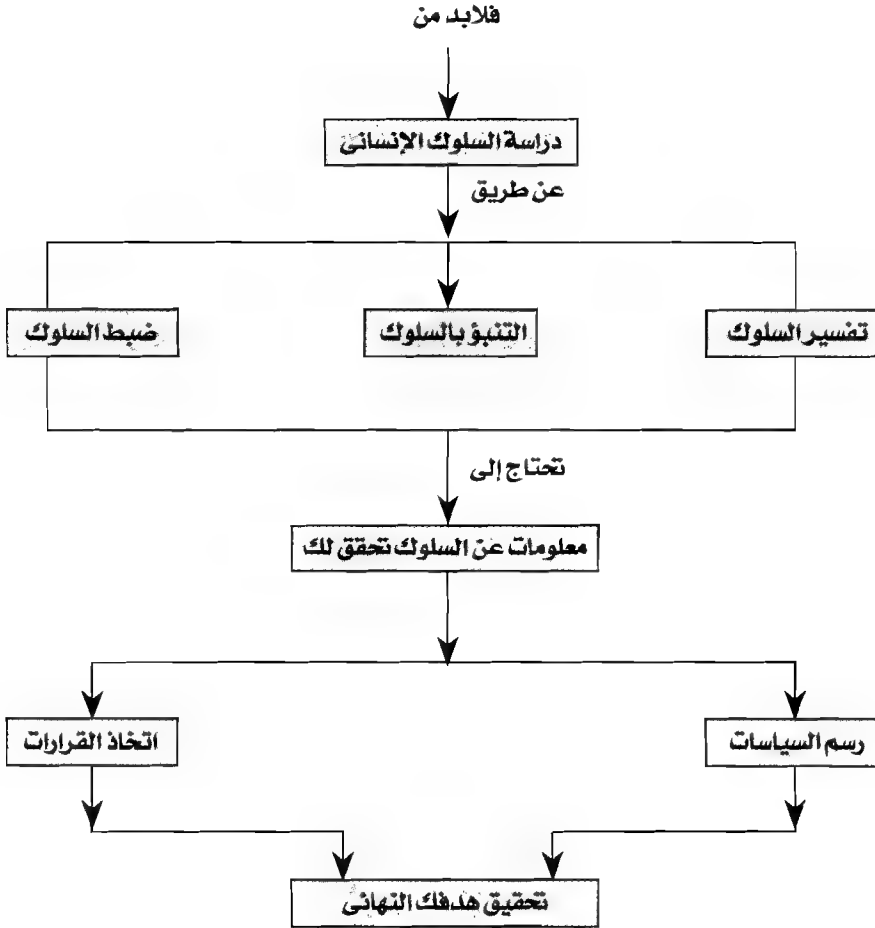 فلابد من
دراسة السلوك الإنسانى
عن طريق
تفسير السلوك
التنبؤ بالسلوك
ضبط السلوك
تحتاج إلى
معلومات عن السلوك تحقق لك
رسم السياسات
اتخاذ القرارات
تحقيق هدفك النهائى